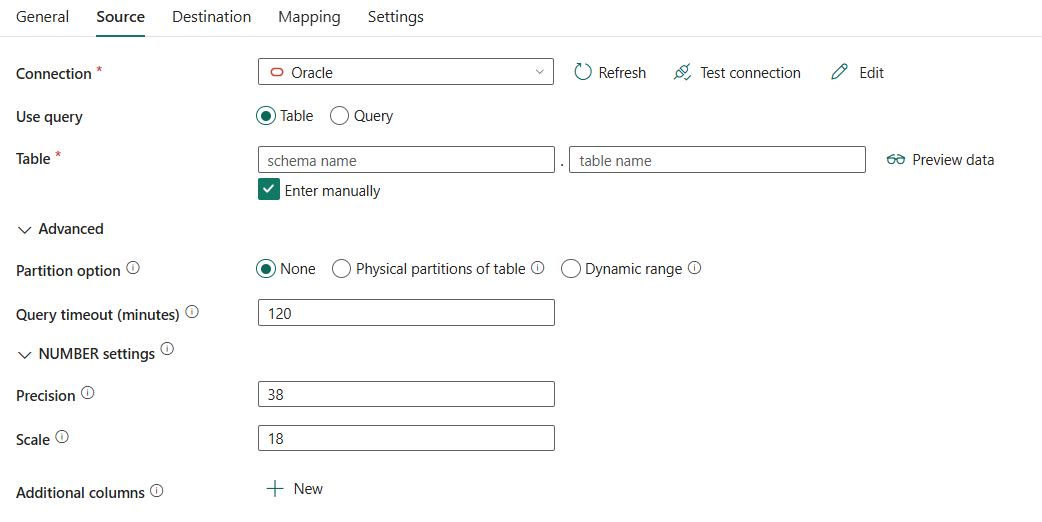 General Source Destination Mapping Settings
Connection * Oracle Refresh Test connection Edit
Use query Table Query
Table * schema name . table name Preview data
Enter manually
Advanced
Partition option None Physical partitions of table Dynamic range
Query timeout (minutes) 120
NUMBER settings
Precision 38
Scale 18
Additional columns New